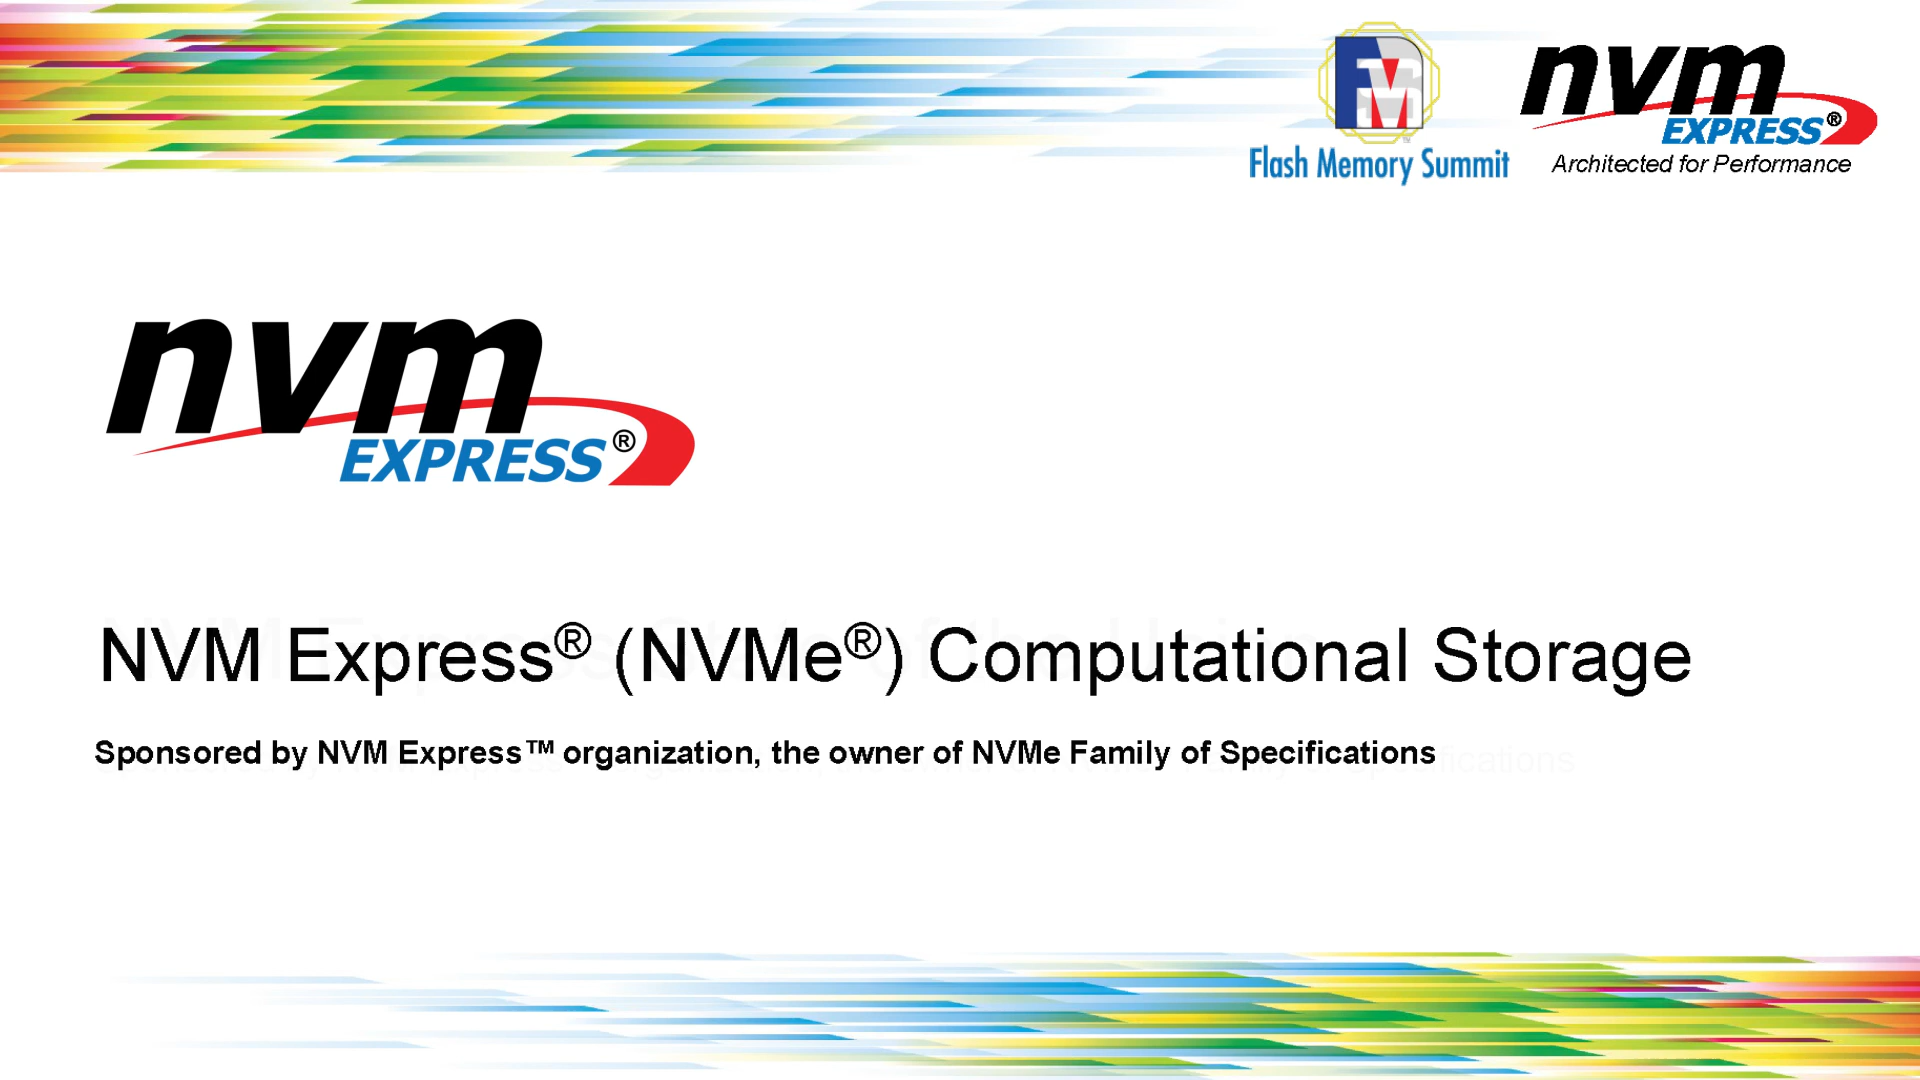 Flash Memory Summit
nvm
EXPRESS®
Architected for Performance
nvm
EXPRESS®
NVM Express® (NVMe®) Computational Storage
Sponsored by NVM Express™ organization, the owner of NVMe Family of Specifications